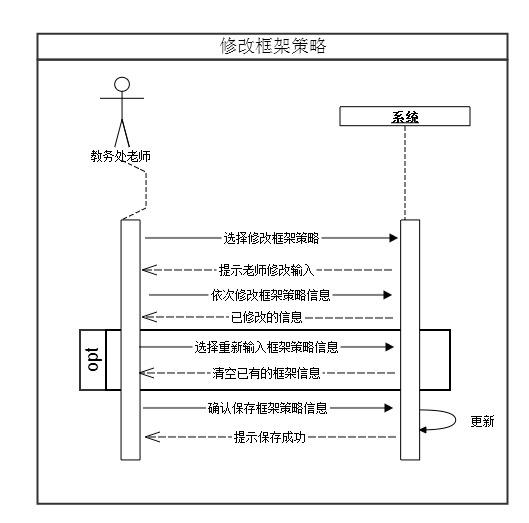 修改框架策略
系统
教务处老师
选择修改框架策略
提示老师修改输入
依次修改框架策略信息
已修改的信息
opt
选择重新输入框架策略信息
清空已有的框架信息
确认保存框架策略信息
更新
提示保存成功